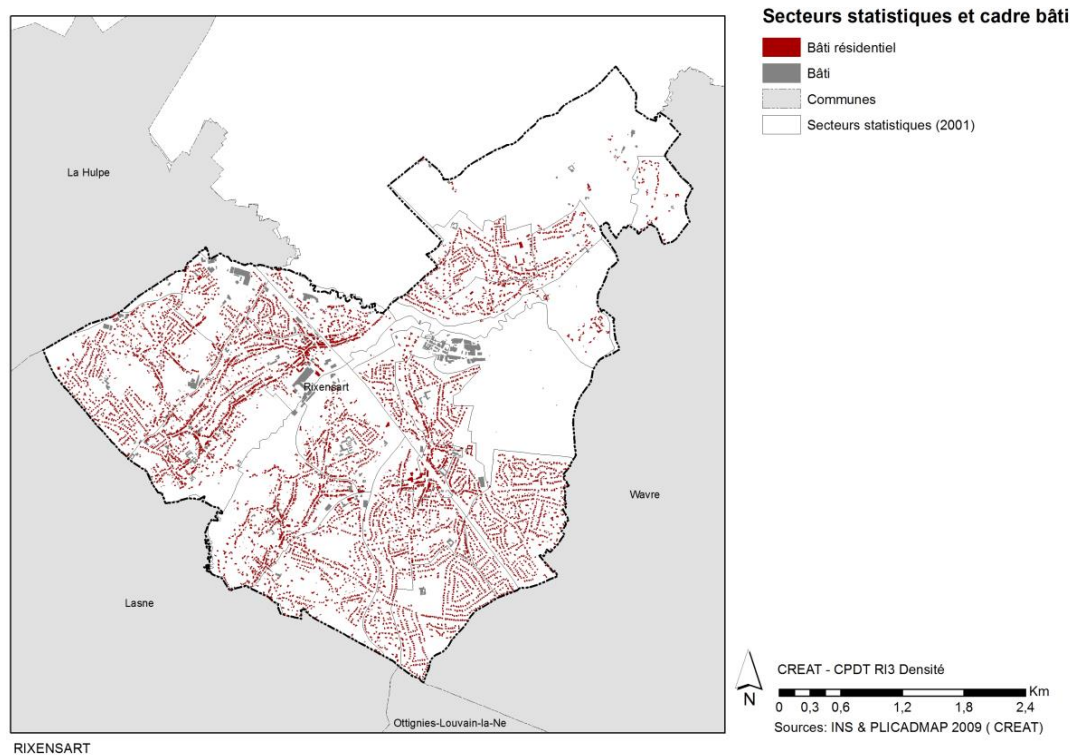 Secteurs statistiques et cadre bâti
Bâti résidentiel
Bâti
Communes
Secteurs statistiques (2001)
La Hulpe
Rixensart
Wavre
Lasne
Ottignies-Louvain-la-Ne
CREAT - CPDT RI3 Densité
N
0 0,3 0,6 1,2 1,8 2,4 Km
Sources: INS & PLICADMAP 2009 ( CREAT)
RIXENSART